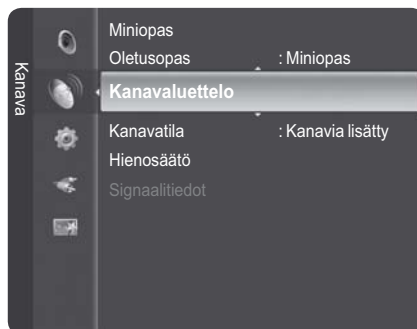 Kanava
Miniopas
Oletusopas : Miniopas
Kanavaluettelo
Kanavatila : Kanavia lisätty
Hienosäätö
Signaalitiedot